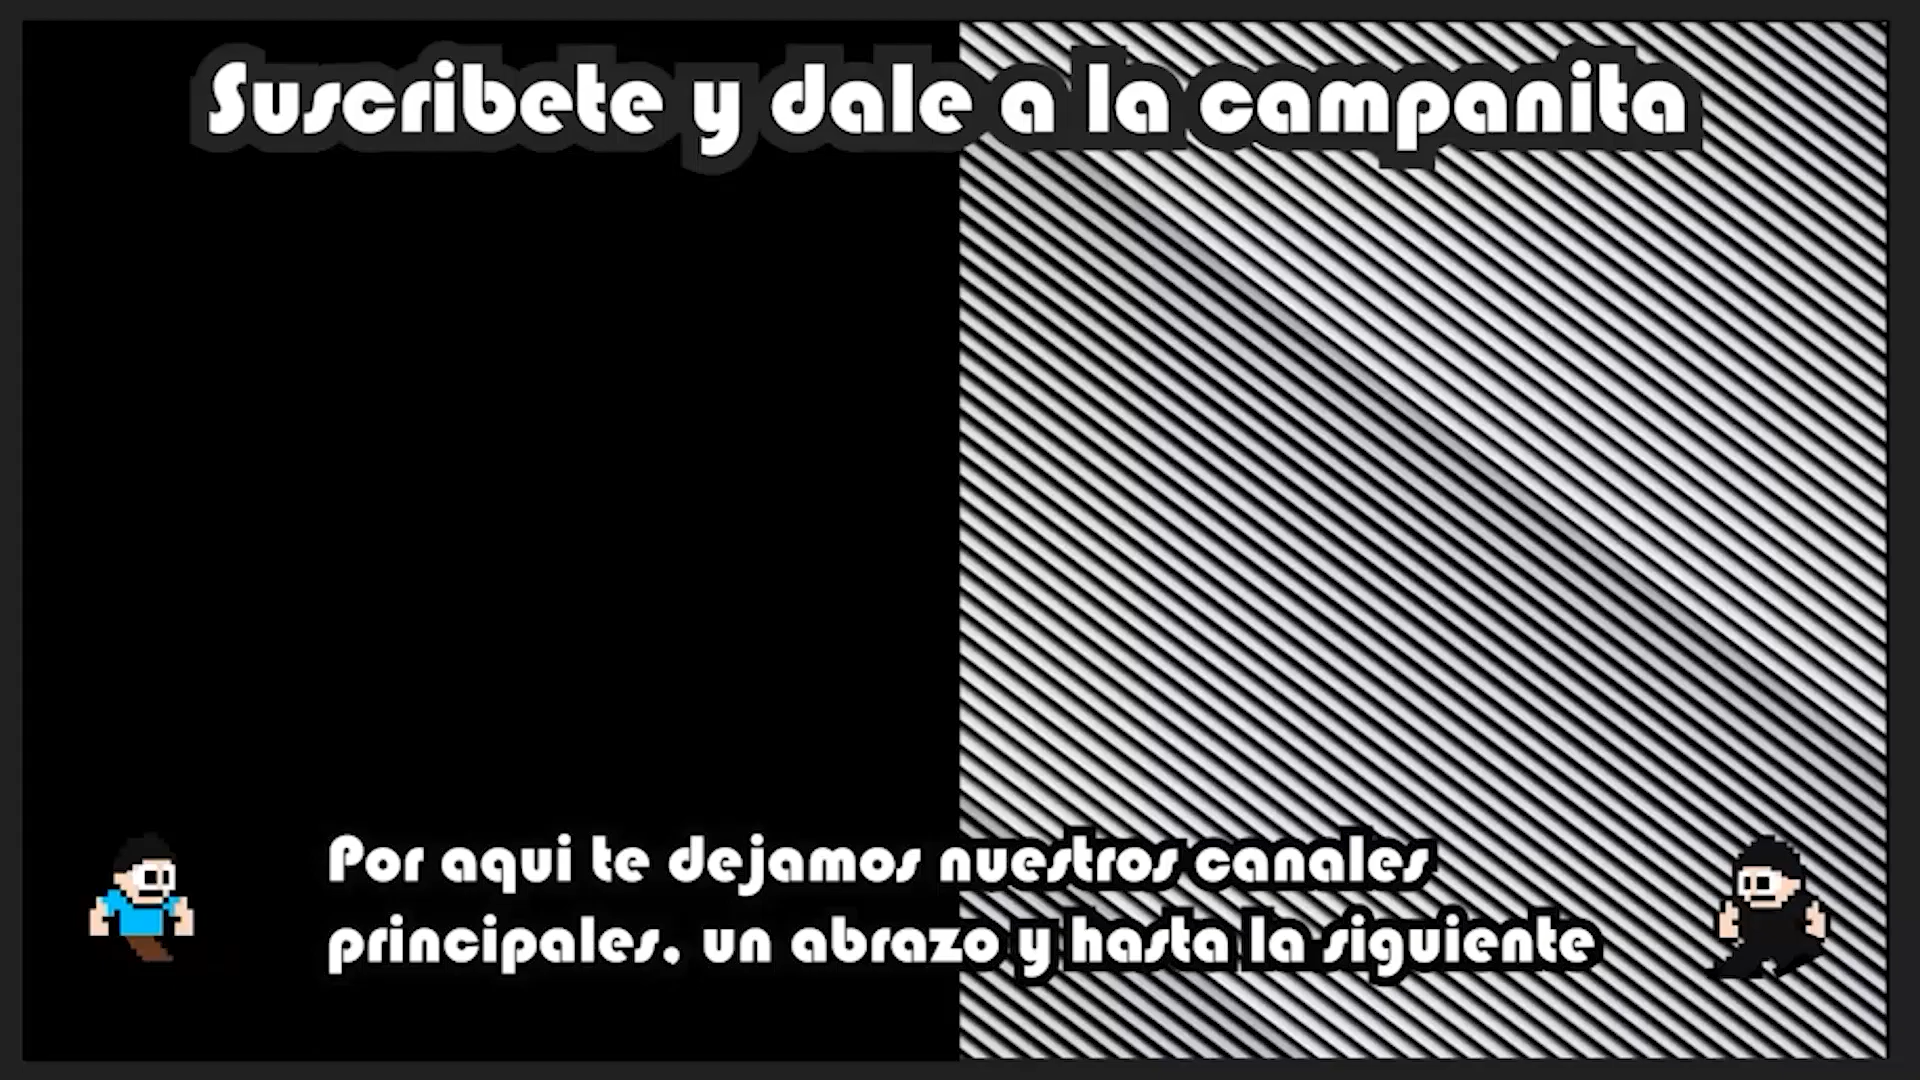 Suscribete y dale a la campanita
Por aqui te dejamos nuestros canales
principales, un abrazo y hasta la siguiente